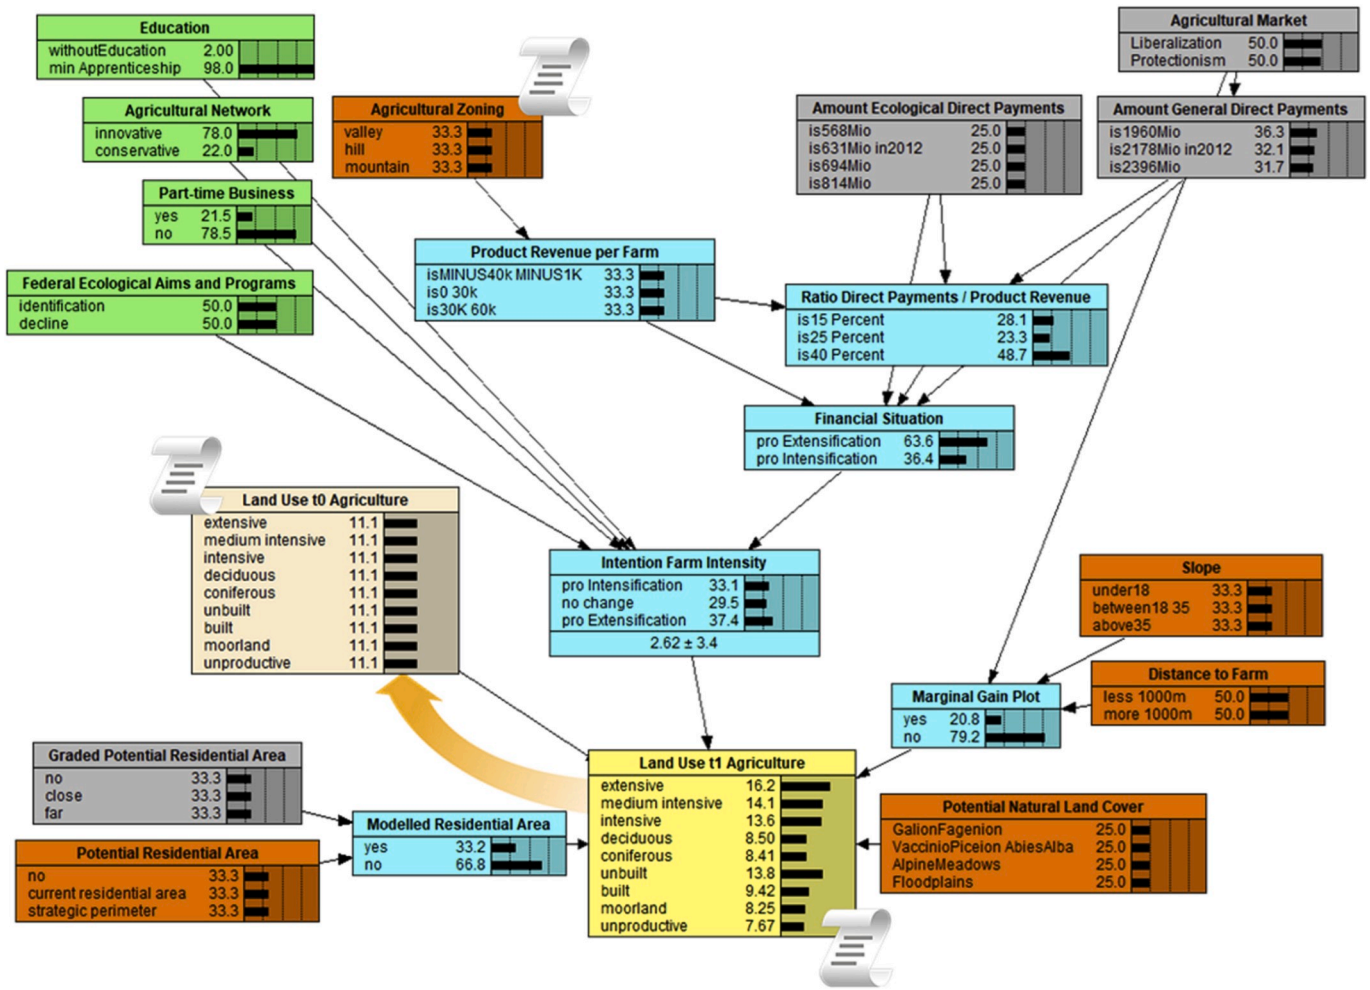 Education
withoutEducation 2.00
min Apprenticeship 98.0
Agricultural Network
innovative 78.0
conservative 22.0
Part-time Business
yes 21.5
no 78.5
Federal Ecological Aims and Programs
identification 50.0
decline 50.0
Agricultural Zoning
valley 33.3
hill 33.3
mountain 33.3
Agricultural Market
Liberalization 50.0
Protectionism 50.0
Amount Ecological Direct Payments
is568Mio 25.0
is631Mio in2012 25.0
is694Mio 25.0
is814Mio 25.0
Amount General Direct Payments
is1960Mio 36.3
is2178Mio in2012 32.1
is2396Mio 31.7
Product Revenue per Farm
isMINUS40k MINUS1K 33.3
is0 30k 33.3
is30K 60k 33.3
Ratio Direct Payments / Product Revenue
is15 Percent 28.1
is25 Percent 23.3
is40 Percent 48.7
Financial Situation
pro Extensification 63.6
pro Intensification 36.4
Land Use t0 Agriculture
extensive 11.1
medium intensive 11.1
intensive 11.1
deciduous 11.1
coniferous 11.1
unbuilt 11.1
built 11.1
moorland 11.1
unproductive 11.1
Intention Farm Intensity
pro Intensification 33.1
no change 29.5
pro Extensification 37.4
2.62 ± 3.4
Slope
under18 33.3
between18 35 33.3
above35 33.3
Distance to Farm
less 1000m 50.0
more 1000m 50.0
Marginal Gain Plot
yes 20.8
no 79.2
Graded Potential Residential Area
no 33.3
close 33.3
far 33.3
Potential Residential Area
no 33.3
current residential area 33.3
strategic perimeter 33.3
Modelled Residential Area
yes 33.2
no 66.8
Land Use t1 Agriculture
extensive 16.2
medium intensive 14.1
intensive 13.6
deciduous 8.50
coniferous 8.41
unbuilt 13.8
built 9.42
moorland 8.25
unproductive 7.67
Potential Natural Land Cover
GalionFagenion 25.0
VaccinioPiceion AbiesAlba 25.0
AlpineMeadows 25.0
Floodplains 25.0